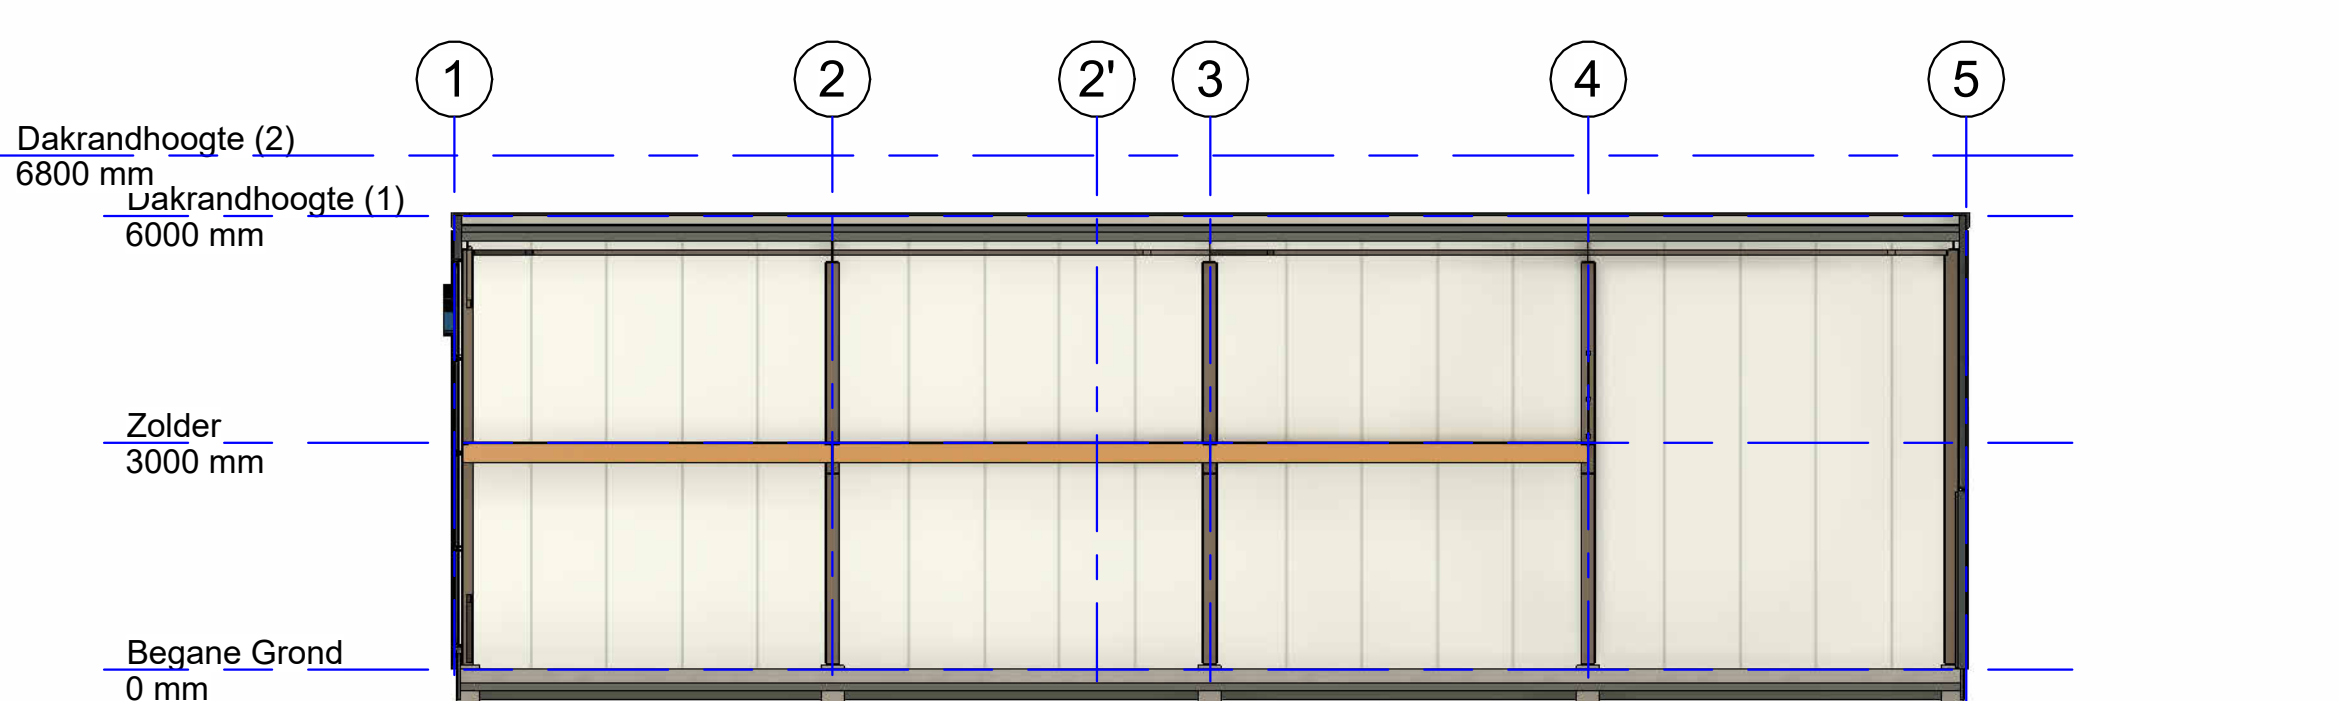 1 2 2' 3 4 5
Dakrandhoogte (2)
6800 mm
Dakrandhoogte (1)
6000 mm
Zolder
3000 mm
Begane Grond
0 mm